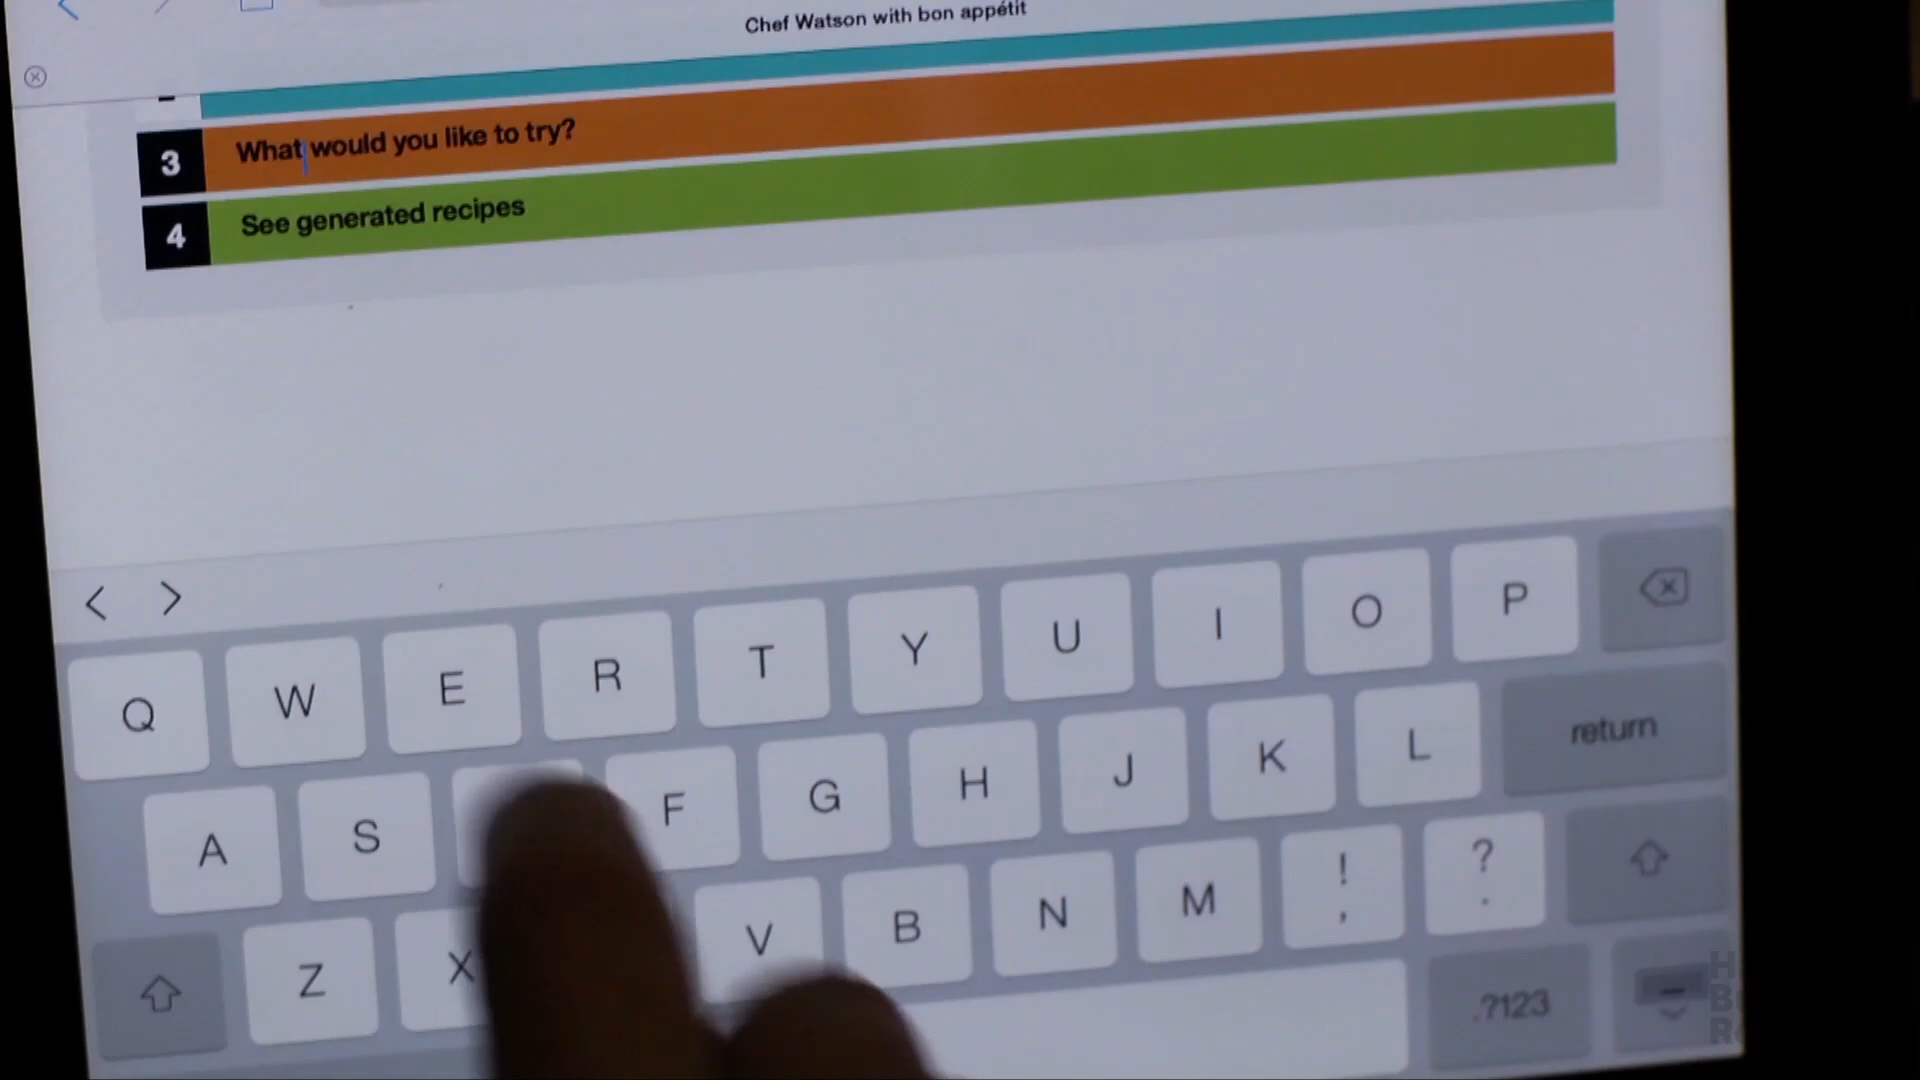 Chef Watson with bon appétit
3 What would you like to try?
4 See generated recipes
Q W E R T Y U I O P
A S F G H J K L return
Z X V B N M ! , ? .
.?123
H
B
R